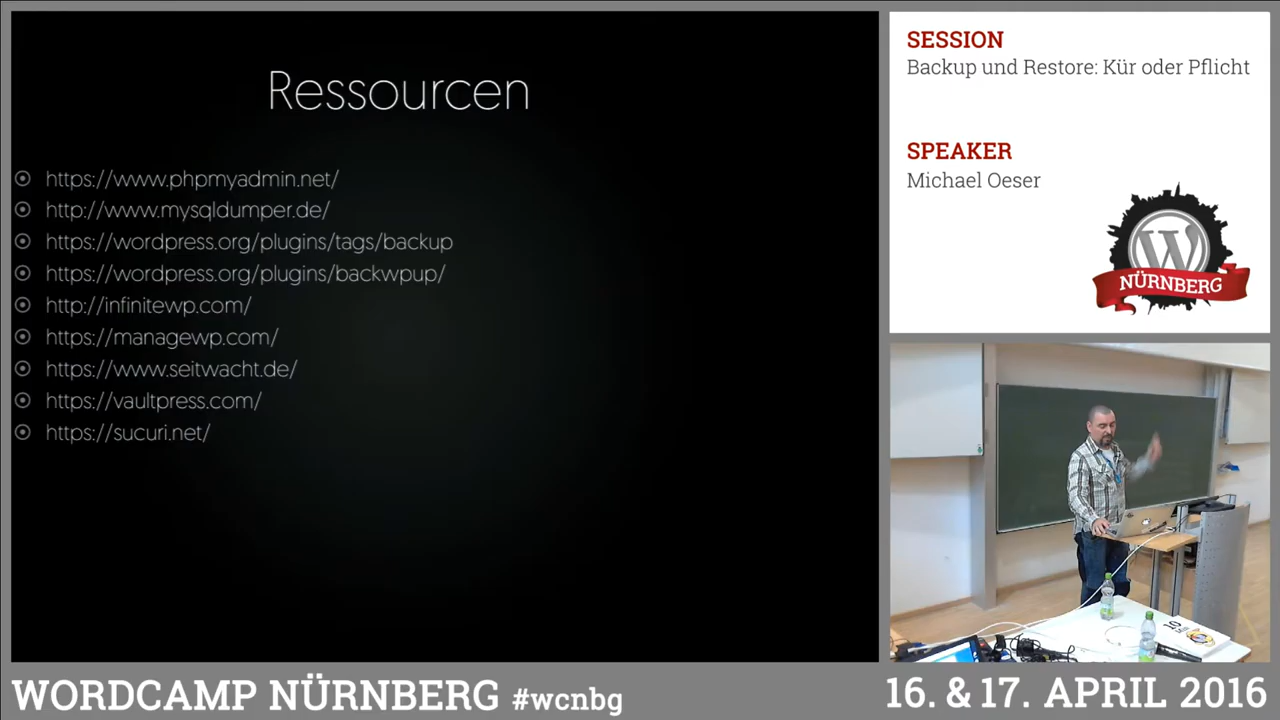 Ressourcen
https://www.phpmyadmin.net/
http://www.mysqldumper.de/
https://wordpress.org/plugins/tags/backup
https://wordpress.org/plugins/backwpup/
http://infinitewp.com/
https://managewp.com/
https://www.seitwacht.de/
https://vaultpress.com/
https://sucuri.net/
SESSION
Backup und Restore: Kür oder Pflicht
SPEAKER
Michael Oeser
W
NÜRNBERG
10
Min
WORDCAMP NÜRNBERG #wcnbg
16. & 17. APRIL 2016